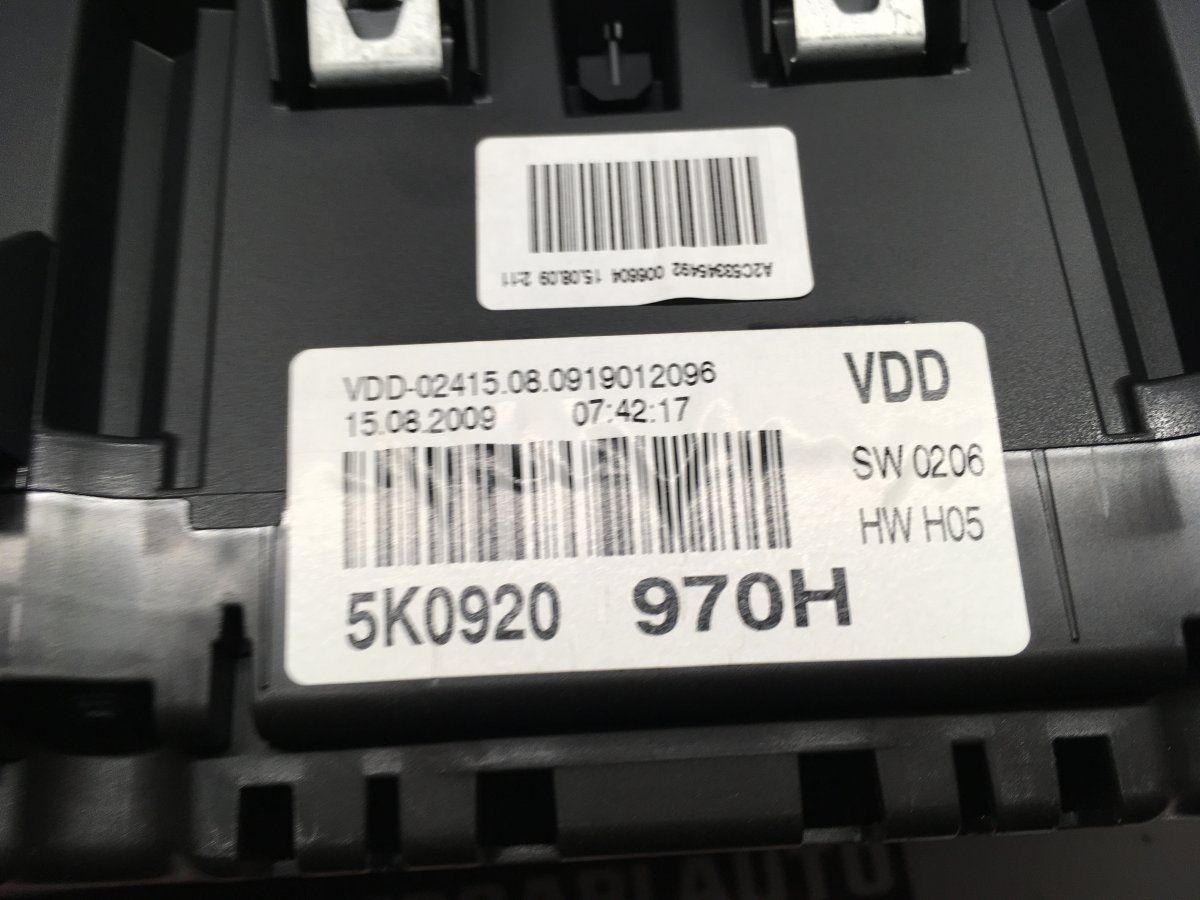 A2C53345492 006604 15.08.09 2:11
VDD-02415.08.0919012096
15.08.2009 07:42:17
VDD
SW 0206
HW H05
5K0920 970H